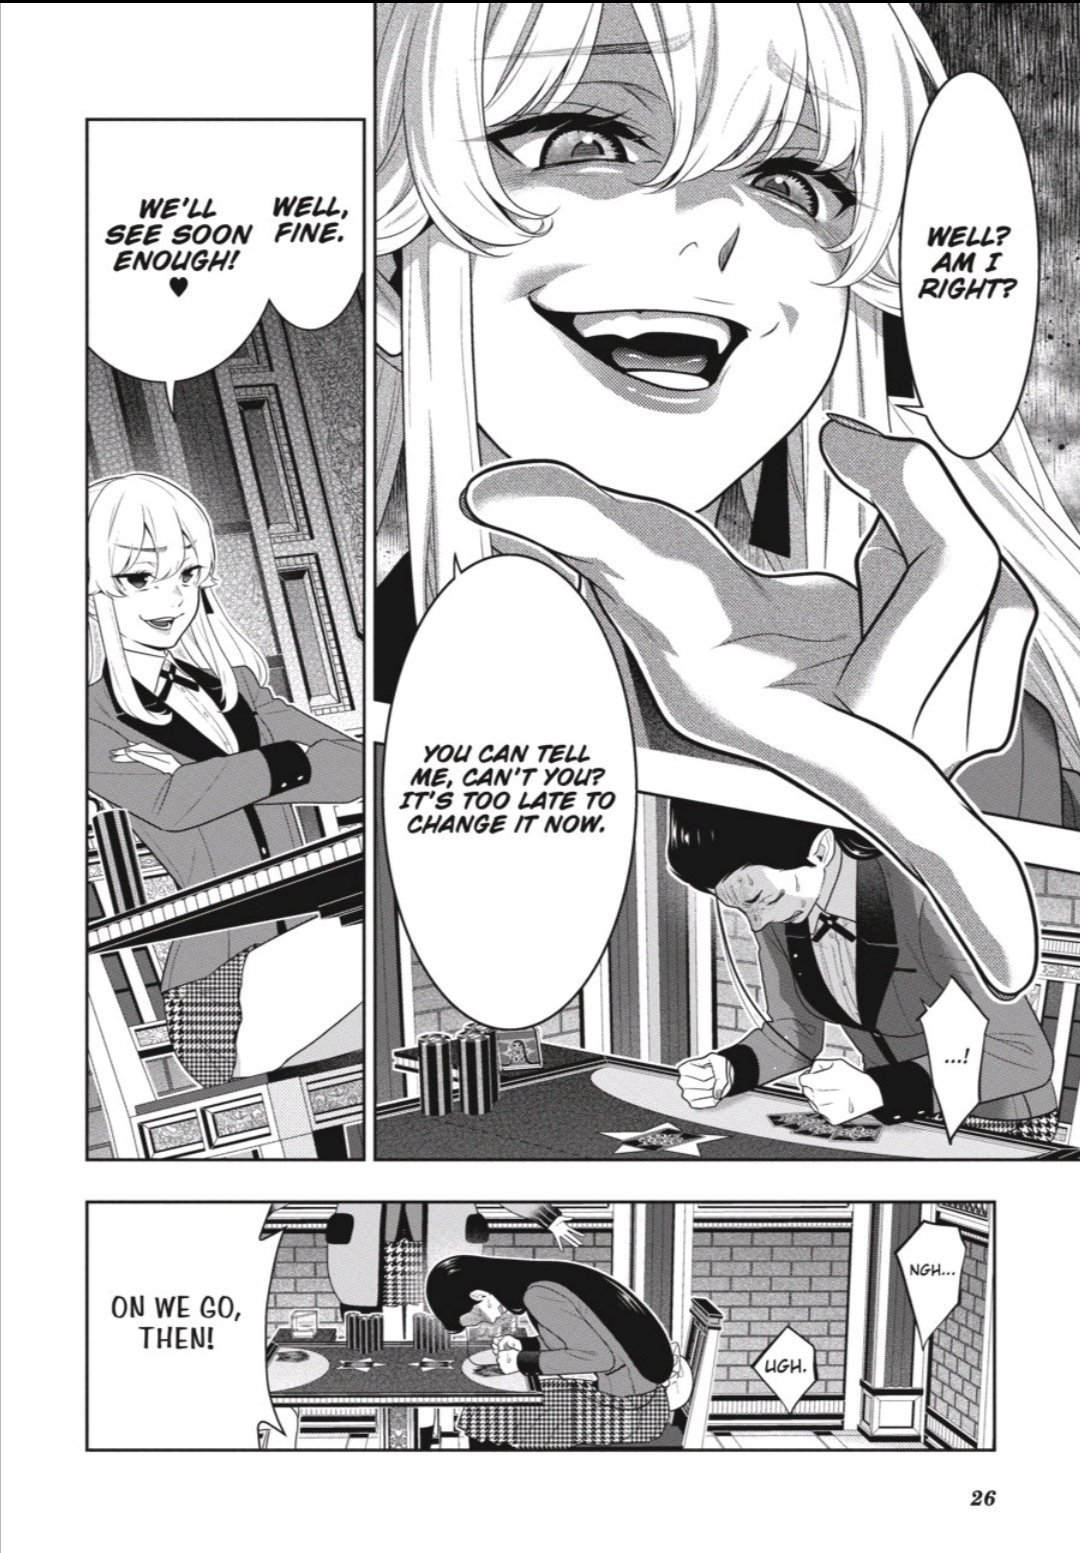 WELL?
AM I
RIGHT?
YOU CAN TELL
ME, CAN'T YOU?
IT'S TOO LATE TO
CHANGE IT NOW.
...!
WELL,
FINE.
WE'LL
SEE SOON
ENOUGH!
♥
NGH...
UGH.
ON WE GO,
THEN!
26